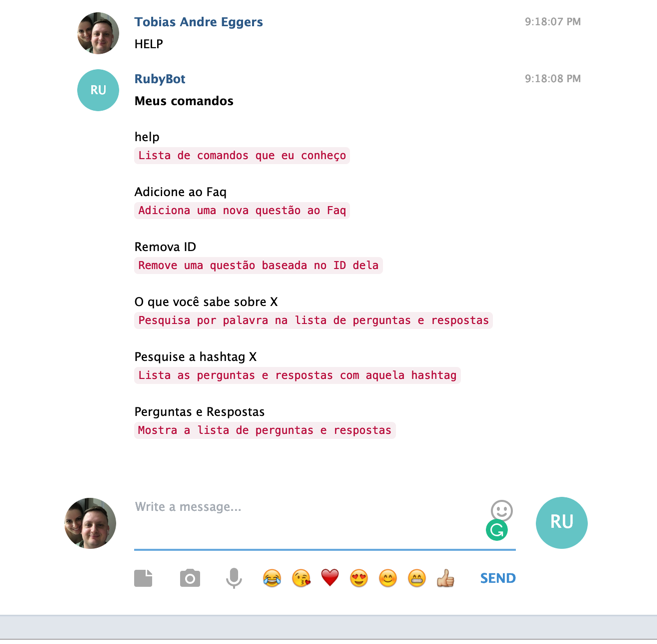 Tobias Andre Eggers 9:18:07 PM
HELP
RU RubyBot 9:18:08 PM
Meus comandos
help
Lista de comandos que eu conheço
Adicione ao Faq
Adiciona uma nova questão ao Faq
Remova ID
Remove uma questão baseada no ID dela
O que você sabe sobre X
Pesquisa por palavra na lista de perguntas e respostas
Pesquise a hashtag X
Lista as perguntas e respostas com aquela hashtag
Perguntas e Respostas
Mostra a lista de perguntas e respostas
Write a message...
RU
SEND